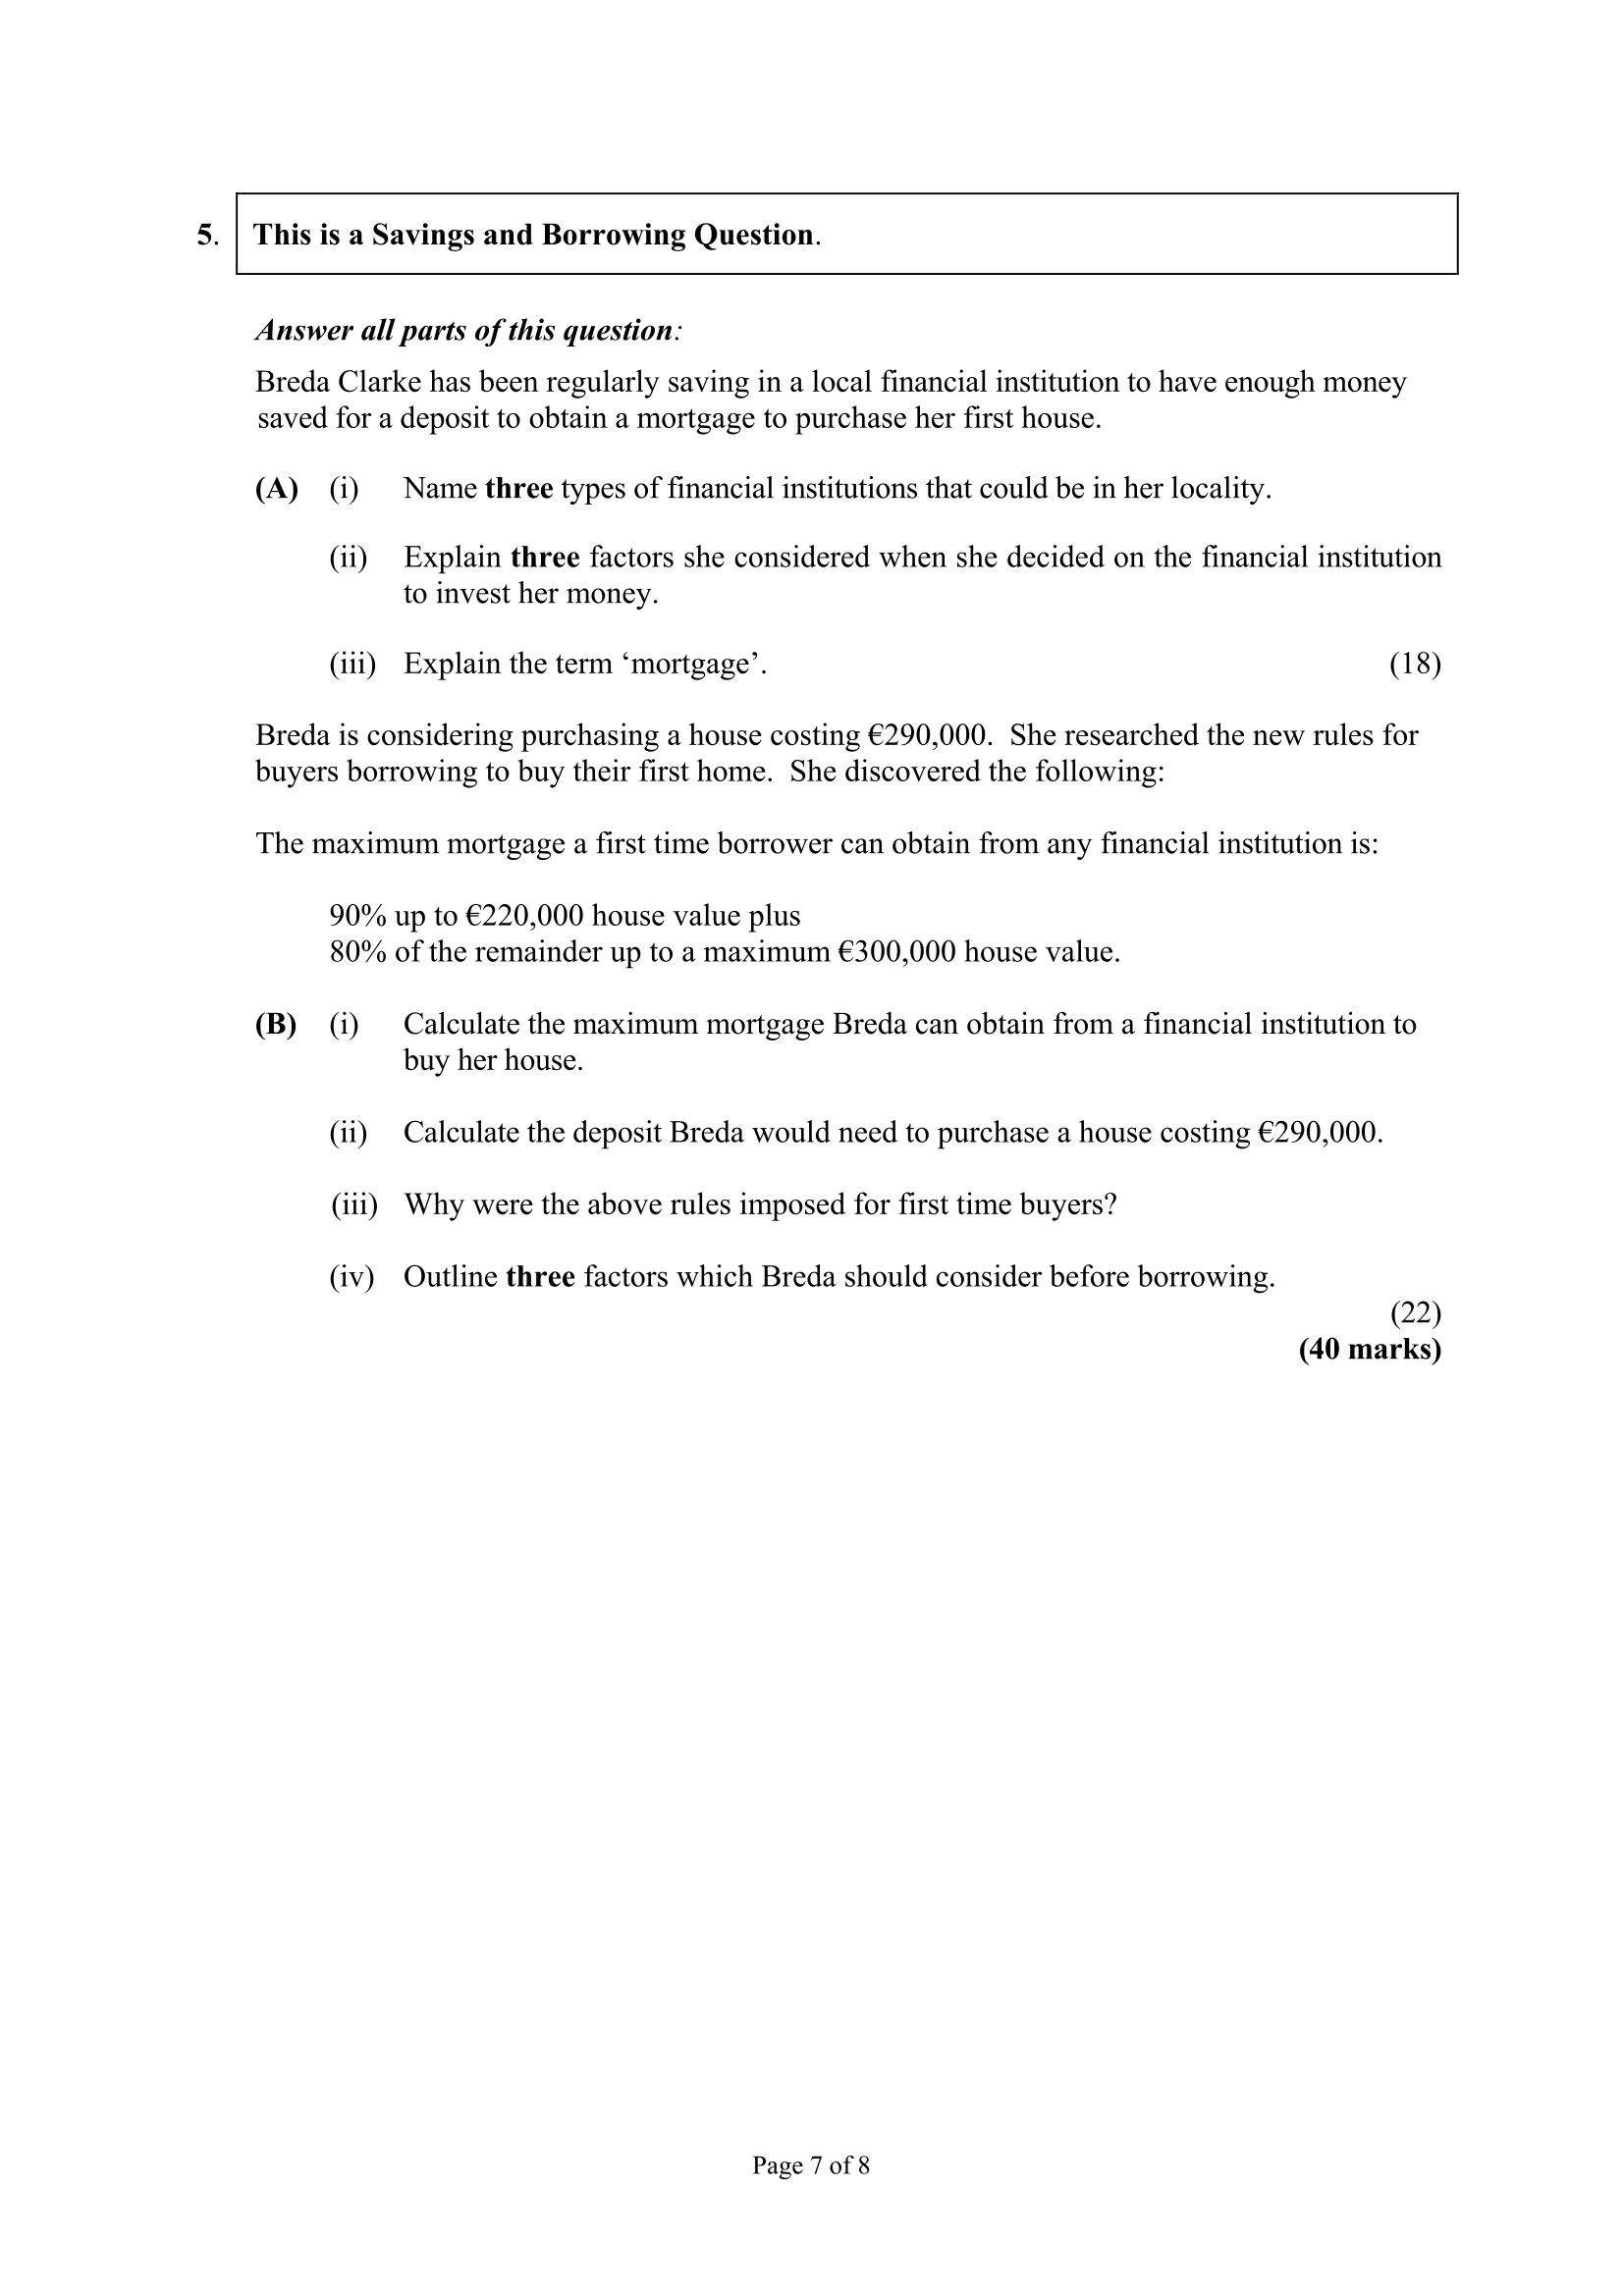 5. This is a Savings and Borrowing Question.
Answer all parts of this question:
Breda Clarke has been regularly saving in a local financial institution to have enough money
saved for a deposit to obtain a mortgage to purchase her first house.
(A) (i) Name three types of financial institutions that could be in her locality.
(ii) Explain three factors she considered when she decided on the financial institution
to invest her money.
(iii) Explain the term ‘mortgage’. (18)
Breda is considering purchasing a house costing €290,000. She researched the new rules for
buyers borrowing to buy their first home. She discovered the following:
The maximum mortgage a first time borrower can obtain from any financial institution is:
90% up to €220,000 house value plus
80% of the remainder up to a maximum €300,000 house value.
(B) (i) Calculate the maximum mortgage Breda can obtain from a financial institution to
buy her house.
(ii) Calculate the deposit Breda would need to purchase a house costing €290,000.
(iii) Why were the above rules imposed for first time buyers?
(iv) Outline three factors which Breda should consider before borrowing.
(22)
(40 marks)
Page 7 of 8